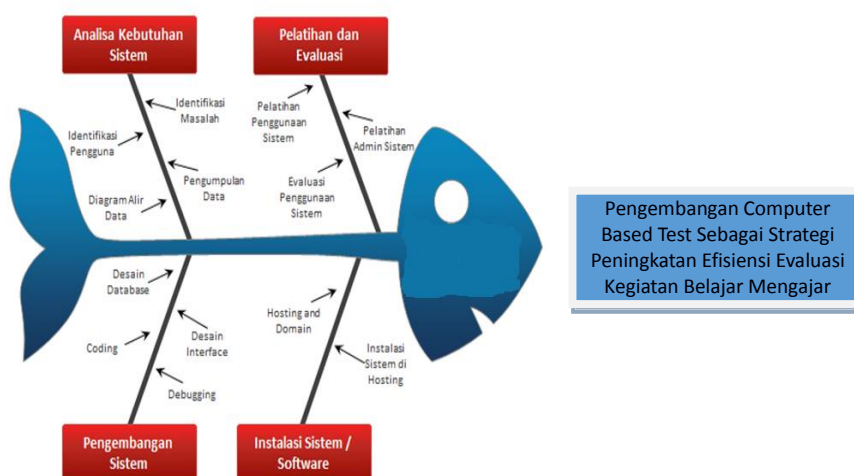 Analisa Kebutuhan
Sistem
Pelatihan dan
Evaluasi
Identifikasi
Masalah
Identifikasi
Pengguna
Pengumpulan
Data
Diagram Alir
Data
Pelatihan
Penggunaan
Sistem
Pelatihan
Admin Sistem
Evaluasi
Penggunaan
Sistem
Pengembangan Computer
Based Test Sebagai Strategi
Peningkatan Efisiensi Evaluasi
Kegiatan Belajar Mengajar
Desain
Database
Desain
Interface
Coding
Debugging
Hosting and
Domain
Instalasi
Sistem di
Hosting
Pengembangan
Sistem
Instalasi Sistem /
Software